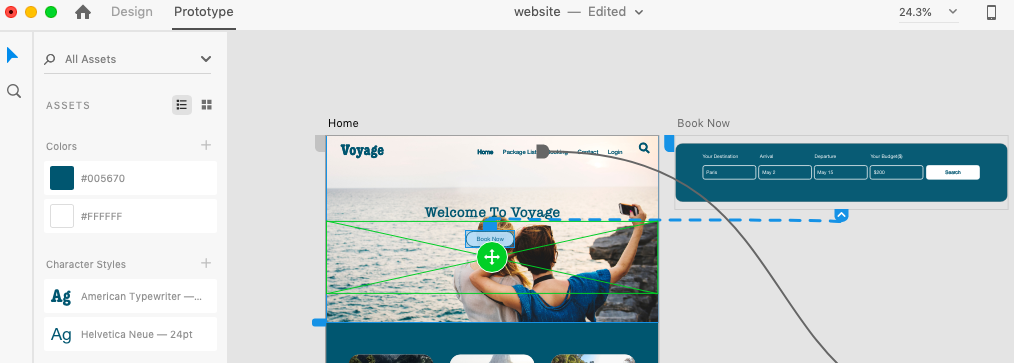 Design Prototype website — Edited 24.3%
All Assets
ASSETS
Colors
#005670
#FFFFFF
Character Styles
Ag American Typewriter —...
Ag Helvetica Neue — 24pt
Home
Voyage Home Package List Contact Login
Welcome To Voyage
Book Now
Book Now
Your Destination Arrival Departure Your Budget($)
Paris May 2 May 15 $200 Search